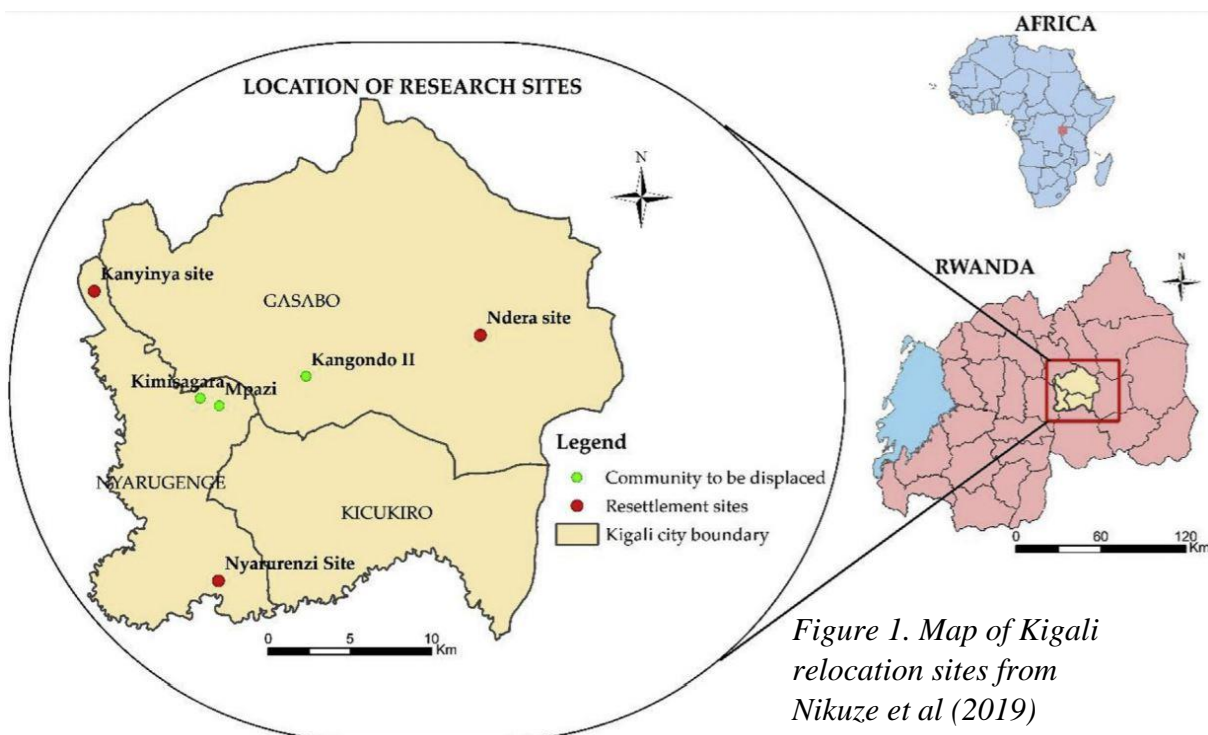 AFRICA
LOCATION OF RESEARCH SITES
N
Kanyinya site
GASABO
Ndera site
Kangondo II
Kimisagara
Mpazi
NYARUGENGE
KICUKIRO
Nyarurenzi Site
Legend
Community to be displaced
Resettlement sites
Kigali city boundary
0 5 10
Km
RWANDA
N
0 60 120
Km
Figure 1. Map of Kigali
relocation sites from
Nikuze et al (2019)